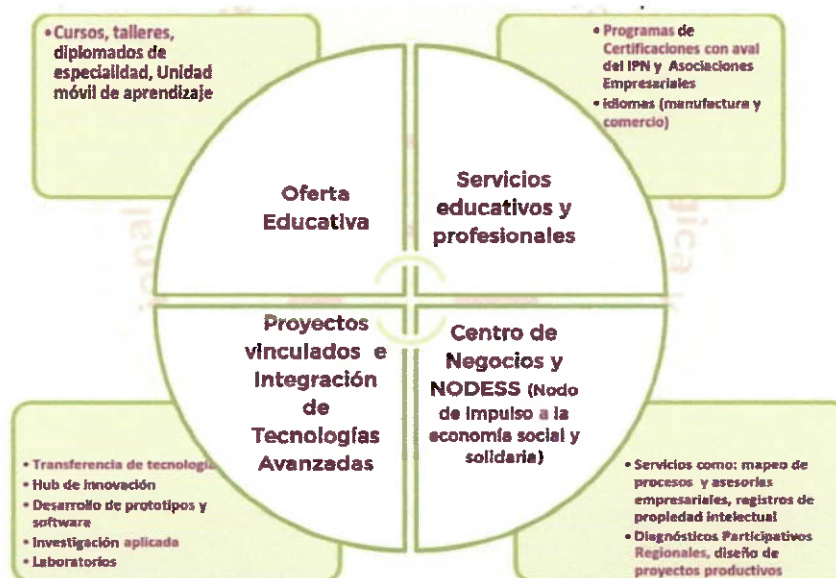 • Cursos, talleres,
diplomados de
especialidad, Unidad
móvil de aprendizaje
• Programas de
Certificaciones con aval
del IPN y Asociaciones
Empresariales
• idiomas (manufactura y
comercio)
Oferta
Educativa
Servicios
educativos y
profesionales
Proyectos
vinculados e
Integración
de
Tecnologías
Avanzadas
Centro de
Negocios y
NODESS (Nodo
de impulso a la
economía social y
solidaria)
• Transferencia de tecnología
• Hub de innovación
• Desarrollo de prototipos y
software
• Investigación aplicada
• Laboratorios
• Servicios como: mapeo de
procesos y asesorías
empresariales, registros de
propiedad intelectual
• Diagnósticos Participativos
Regionales, diseño de
proyectos productivos